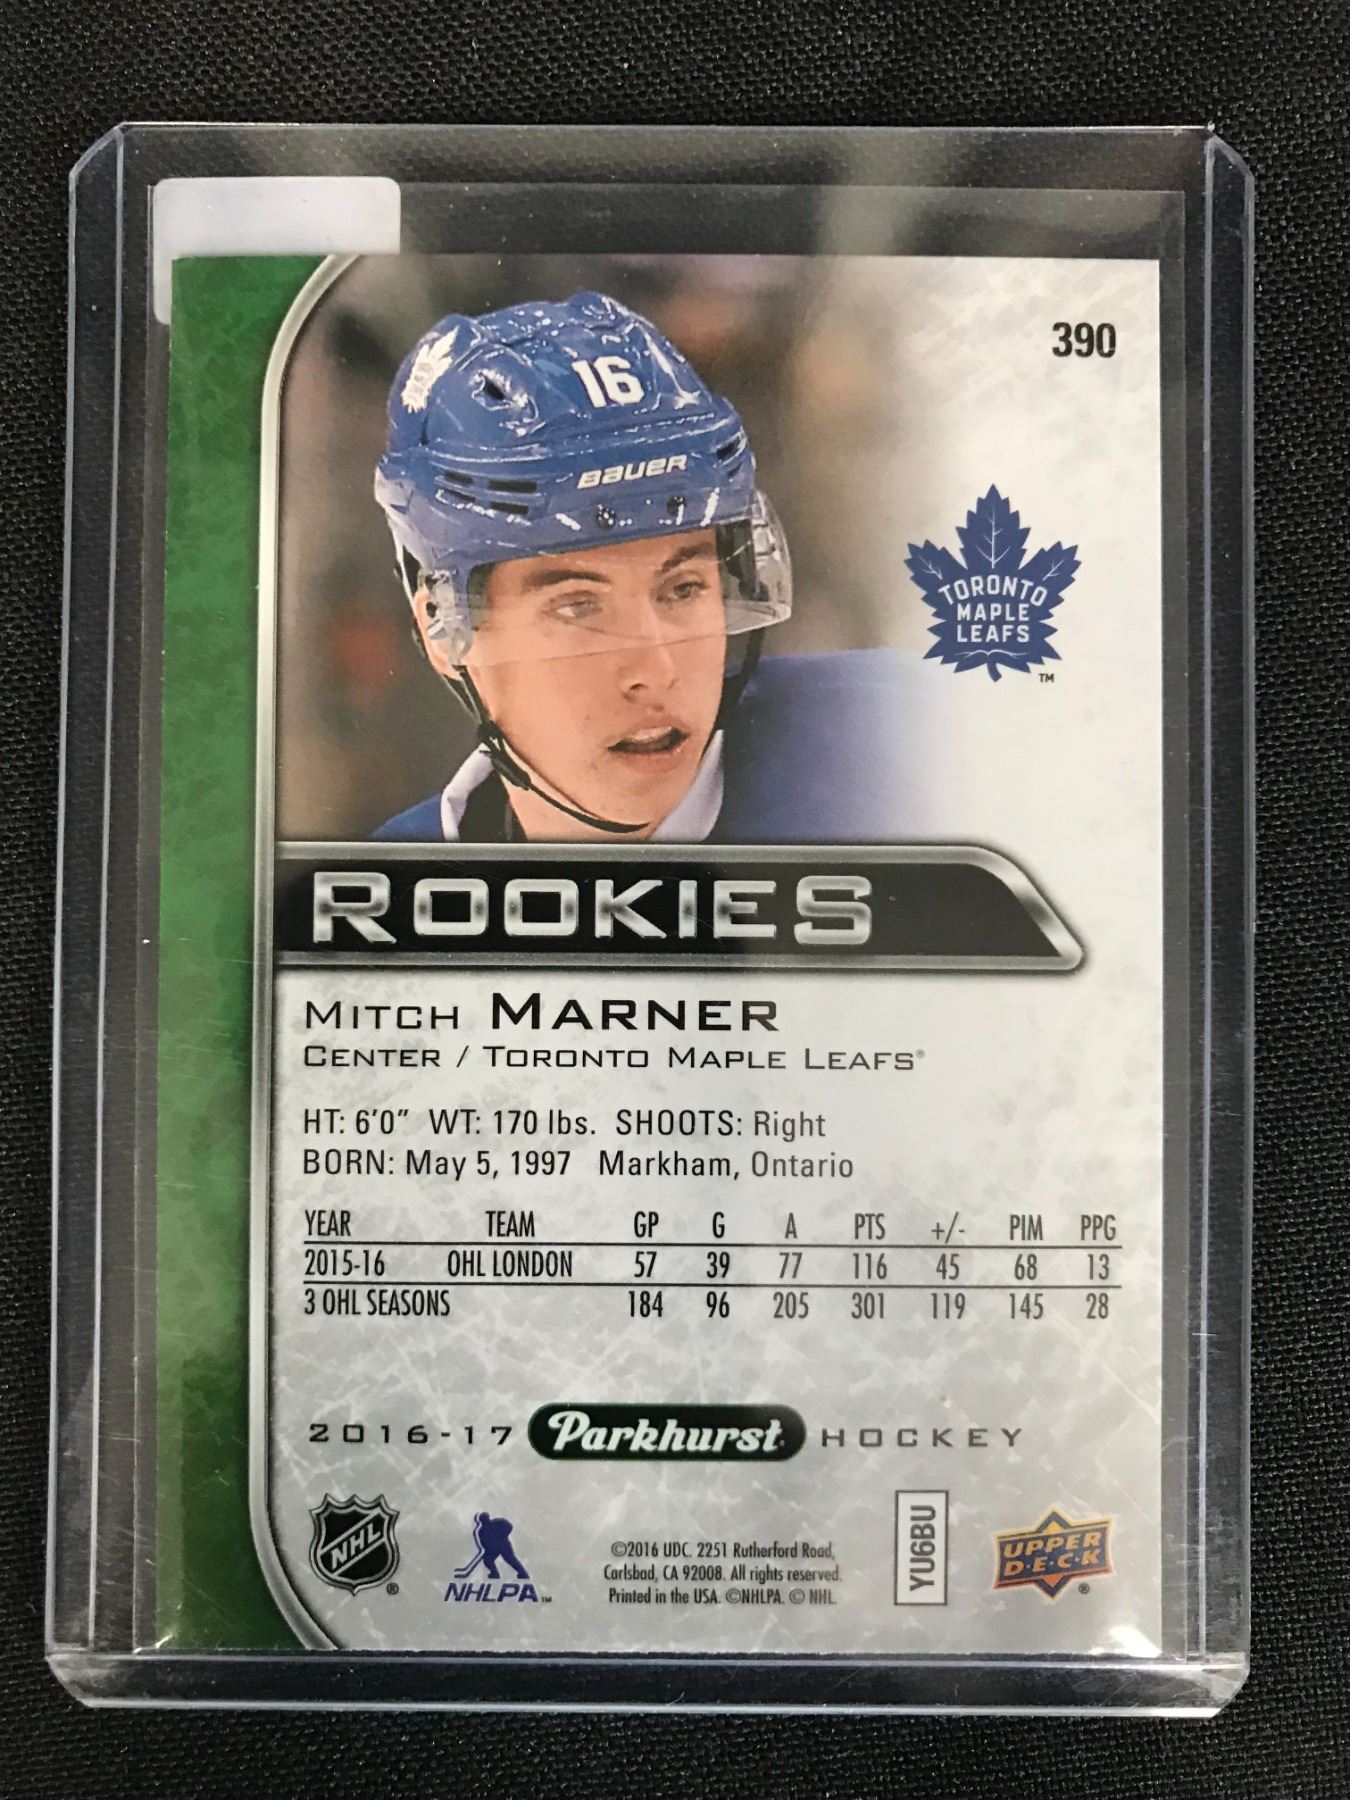 16
BAUER
390
TORONTO
MAPLE
LEAFS
TM
ROOKIES
MITCH MARNER
CENTER / TORONTO MAPLE LEAFS®
HT: 6'0" WT: 170 lbs. SHOOTS: Right
BORN: May 5, 1997 Markham, Ontario
YEAR TEAM GP G A PTS +/- PIM PPG
2015-16 OHL LONDON 57 39 77 116 45 68 13
3 OHL SEASONS 184 96 205 301 119 145 28
2016-17 Parkhurst HOCKEY
NHL ®
NHLPA™
©2016 UDC. 2251 Rutherford Road,
Carlsbad, CA 92008. All rights reserved.
Printed in the USA. ©NHLPA. © NHL.
YU6BU
UPPER
D·E·C·K
®